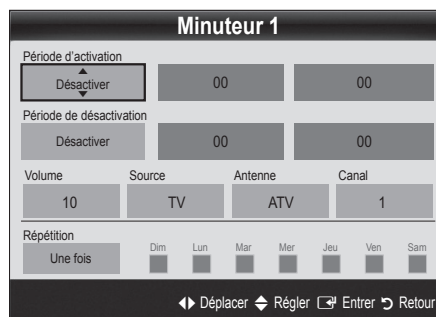 Minuteur 1
Période d'activation
Désactiver 00 00
Période de désactivation
Désactiver 00 00
Volume Source Antenne Canal
10 TV ATV 1
Répétition
Une fois Dim Lun Mar Mer Jeu Ven Sam
Déplacer Régler Entrer Retour